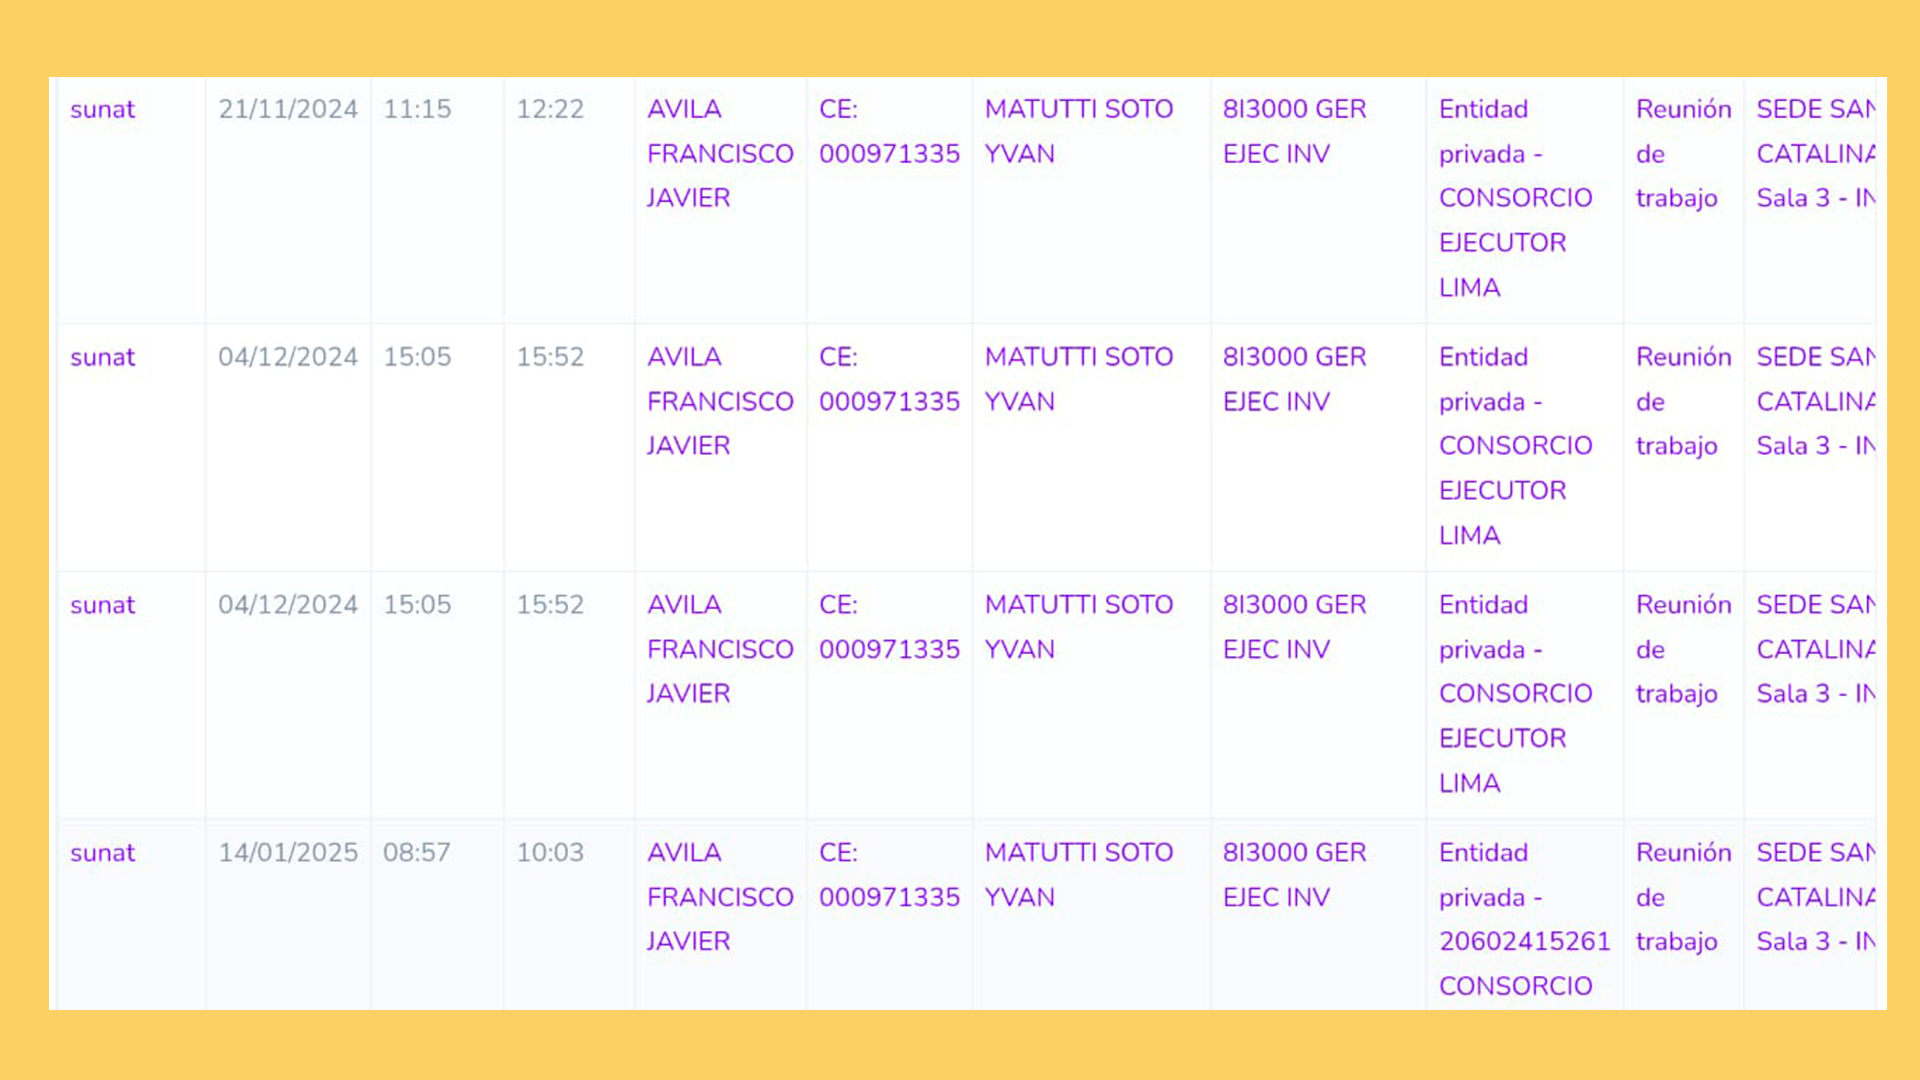 sunat 21/11/2024 11:15 12:22 AVILA CE: MATUTTI SOTO 8I3000 GER Entidad Reunión SEDE SAN
FRANCISCO 000971335 YVAN EJEC INV privada - de CATALINA
JAVIER CONSORCIO trabajo Sala 3 - IN
EJECUTOR
LIMA
sunat 04/12/2024 15:05 15:52 AVILA CE: MATUTTI SOTO 8I3000 GER Entidad Reunión SEDE SAN
FRANCISCO 000971335 YVAN EJEC INV privada - de CATALINA
JAVIER CONSORCIO trabajo Sala 3 - IN
EJECUTOR
LIMA
sunat 04/12/2024 15:05 15:52 AVILA CE: MATUTTI SOTO 8I3000 GER Entidad Reunión SEDE SAN
FRANCISCO 000971335 YVAN EJEC INV privada - de CATALINA
JAVIER CONSORCIO trabajo Sala 3 - IN
EJECUTOR
LIMA
sunat 14/01/2025 08:57 10:03 AVILA CE: MATUTTI SOTO 8I3000 GER Entidad Reunión SEDE SAN
FRANCISCO 000971335 YVAN EJEC INV privada - de CATALINA
JAVIER 20602415261 trabajo Sala 3 - IN
CONSORCIO